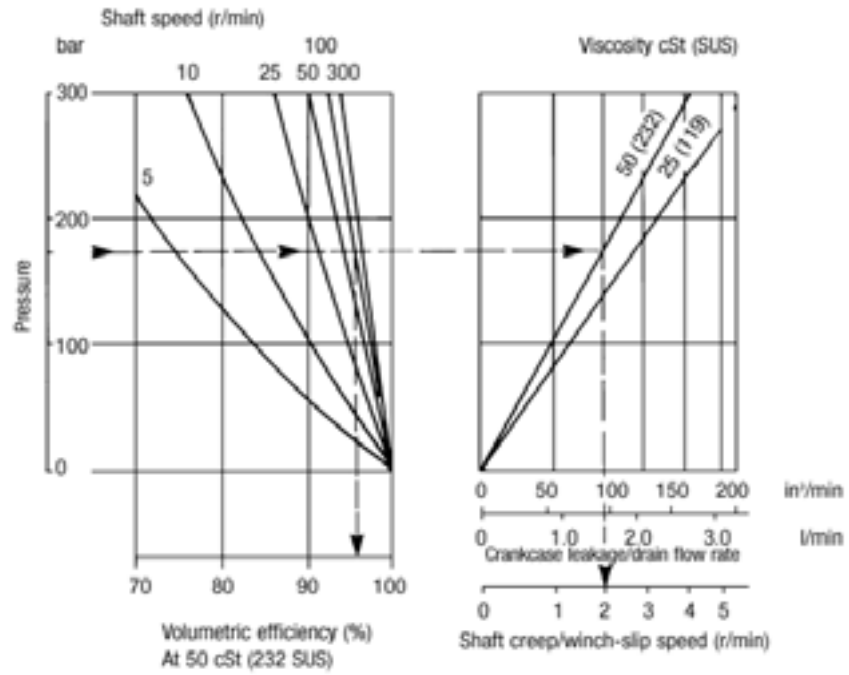 Shaft speed (r/min)
bar
100
10 25 50 300
300
5
200
Pressure
100
0
70 80 90 100
Volumetric efficiency (%)
At 50 cSt (232 SUS)
Viscosity cSt (SUS)
50 (232)
25 (119)
0 50 100 150 200 in³/min
0 1.0 2.0 3.0 l/min
Crankcase leakage/drain flow rate
0 1 2 3 4 5
Shaft creep/winch-slip speed (r/min)